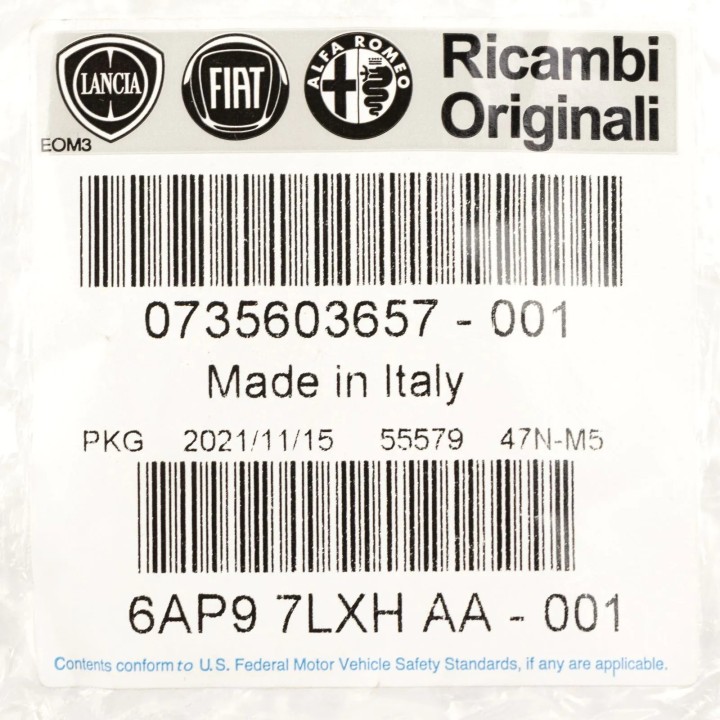 LANCIA FIAT ALFA ROMEO
Ricambi
Originali
EOM3
0735603657 - 001
Made in Italy
PKG 2021/11/15 55579 47N-M5
6AP9 7LXH AA - 001
Contents conform to U.S. Federal Motor Vehicle Safety Standards, if any are applicable.